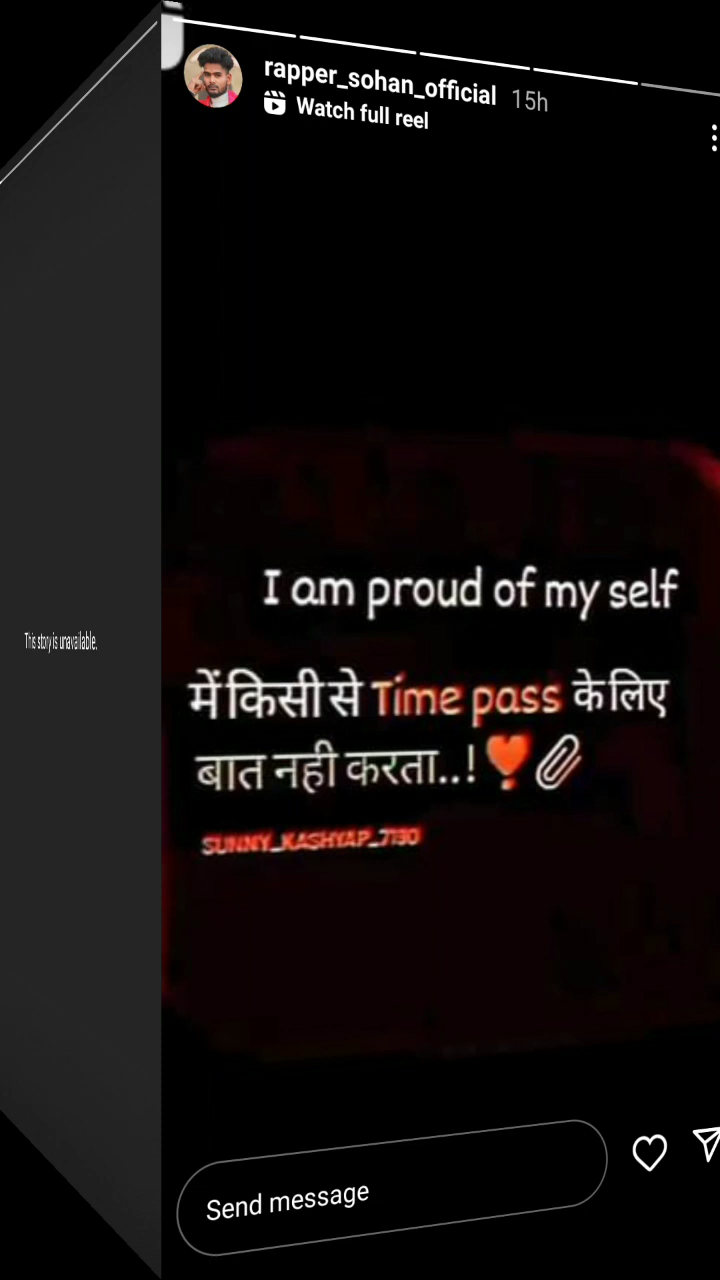 rapper_sohan_official 15h
Watch full reel
This story is unavailable.
I am proud of my self
में किसी से Time pass के लिए
बात नही करता..!❣️📎
SUNNY_KASHYAP_7190
Send message